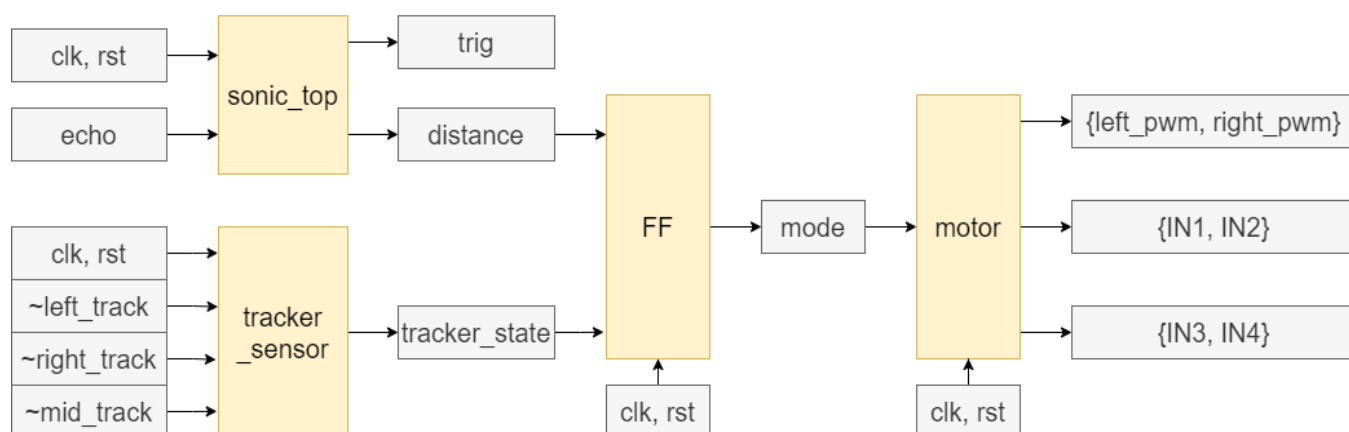 clk, rst
echo
sonic_top
trig
distance
clk, rst
~left_track
~right_track
~mid_track
tracker
_sensor
tracker_state
FF
clk, rst
mode
motor
clk, rst
{left_pwm, right_pwm}
{IN1, IN2}
{IN3, IN4}